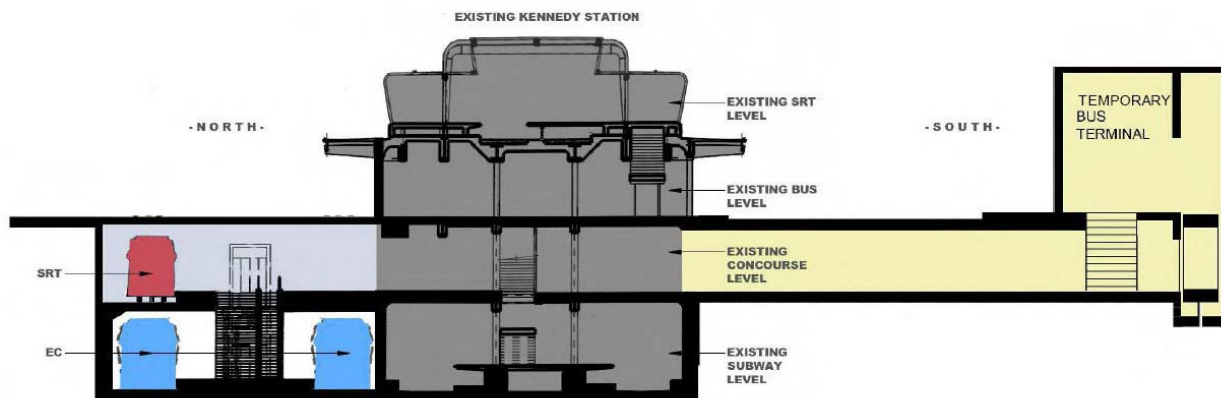 EXISTING KENNEDY STATION
EXISTING SRT
LEVEL
-NORTH-
-SOUTH-
TEMPORARY
BUS
TERMINAL
EXISTING BUS
LEVEL
SRT
EXISTING
CONCOURSE
LEVEL
EC
EXISTING
SUBWAY
LEVEL